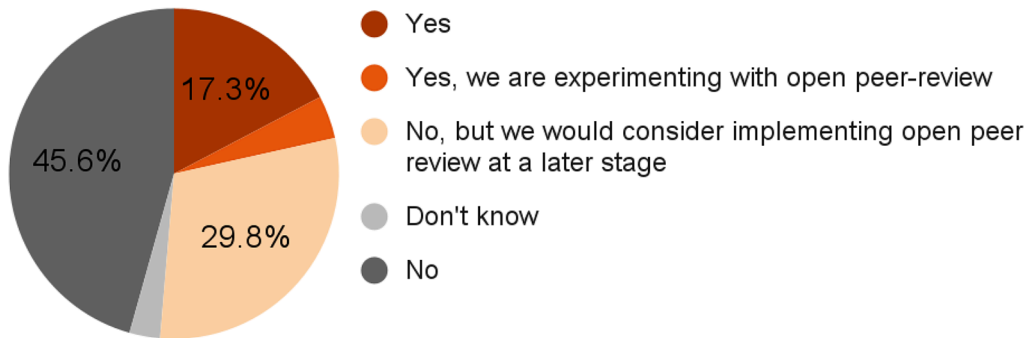 17.3%
45.6%
29.8%
Yes
Yes, we are experimenting with open peer-review
No, but we would consider implementing open peer
review at a later stage
Don't know
No